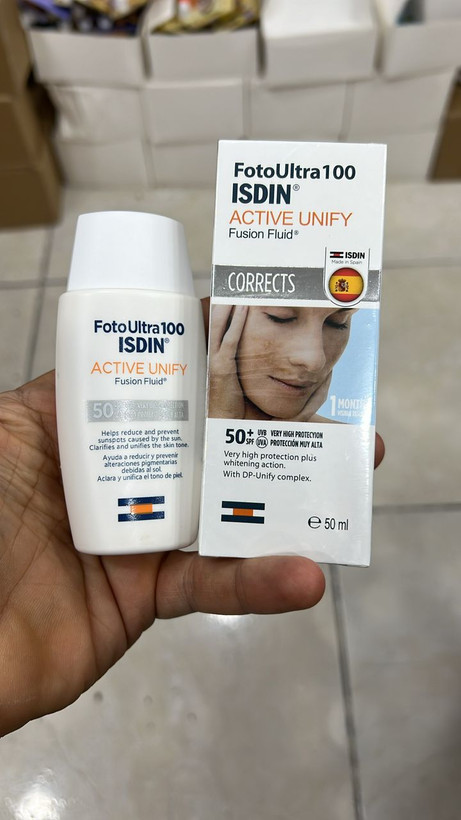 FotoUltra100
ISDIN®
ACTIVE UNIFY
Fusion Fluid®
50
Helps reduce and prevent
sunspots caused by the sun.
Clarifies and unifies the skin tone.
Ayuda a reducir y prevenir
alteraciones pigmentarias
debidas al sol.
Aclara y unifica el tono de piel.
FotoUltra100
ISDIN®
ACTIVE UNIFY
Fusion Fluid®
ISDIN
Made in Spain
CORRECTS
1 MONTH
50+ SPF UVB VERY HIGH PROTECTION
UVA PROTECCIÓN MUY ALTA
Very high protection plus
whitening action.
With DP-Unify complex.
e 50 ml